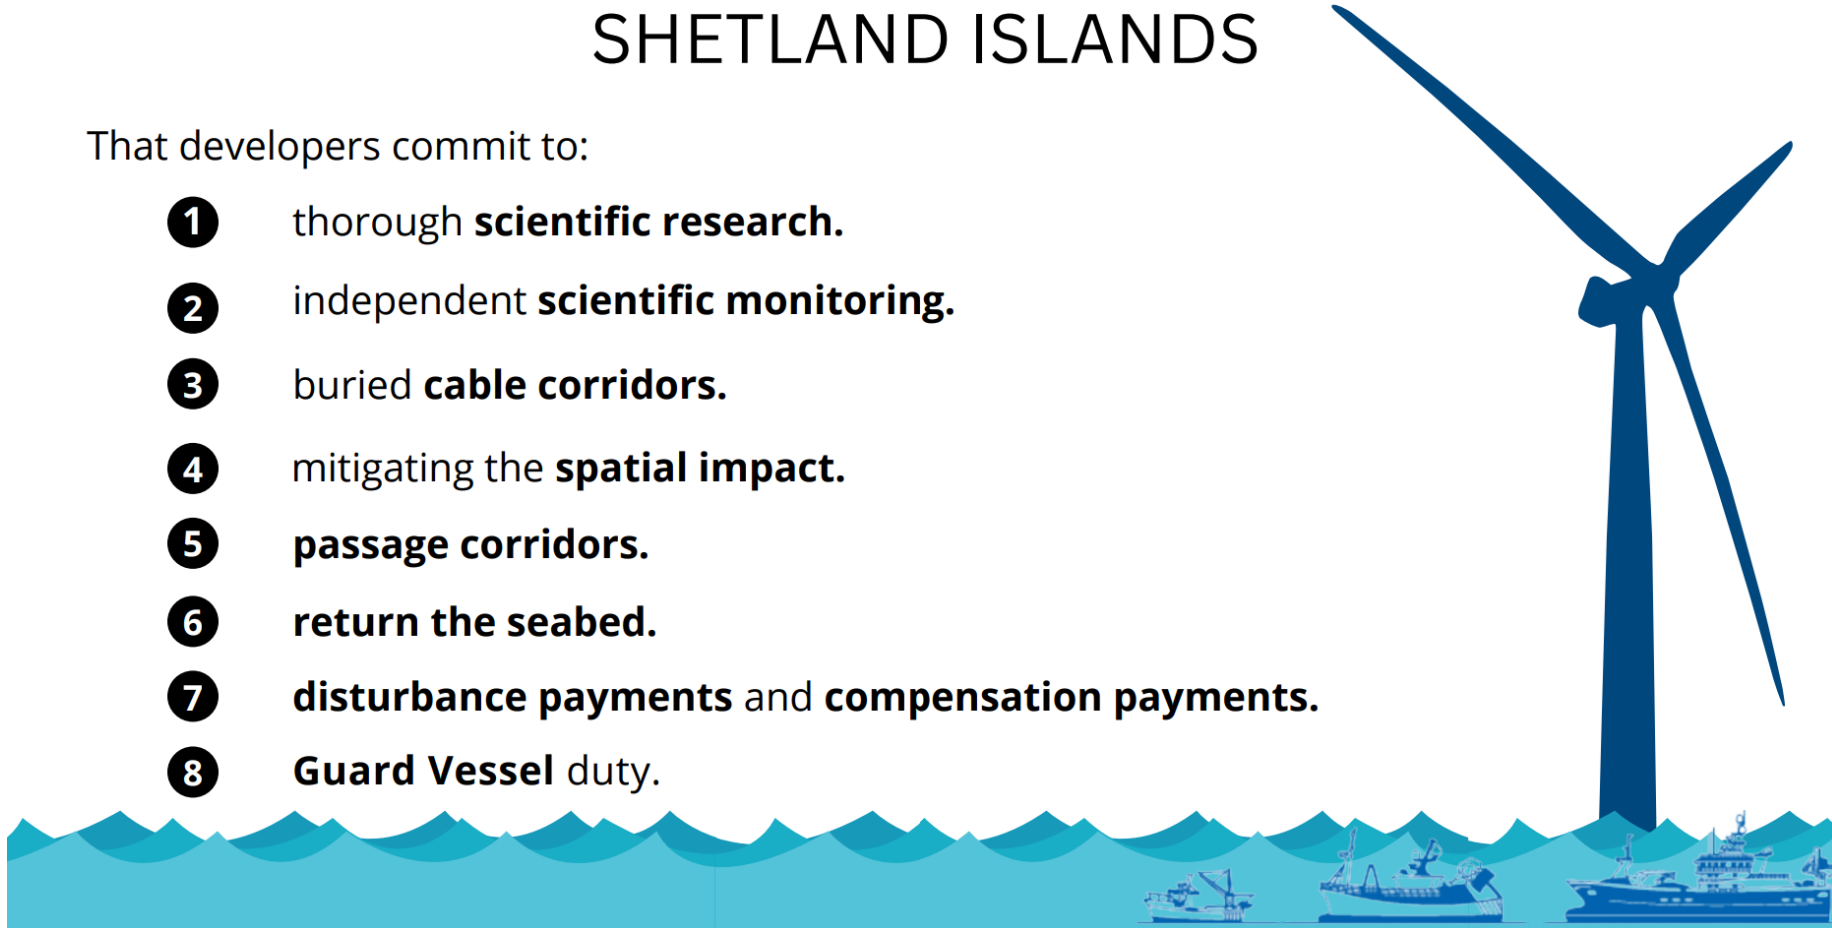 SHETLAND ISLANDS
That developers commit to:
1 thorough scientific research.
2 independent scientific monitoring.
3 buried cable corridors.
4 mitigating the spatial impact.
5 passage corridors.
6 return the seabed.
7 disturbance payments and compensation payments.
8 Guard Vessel duty.